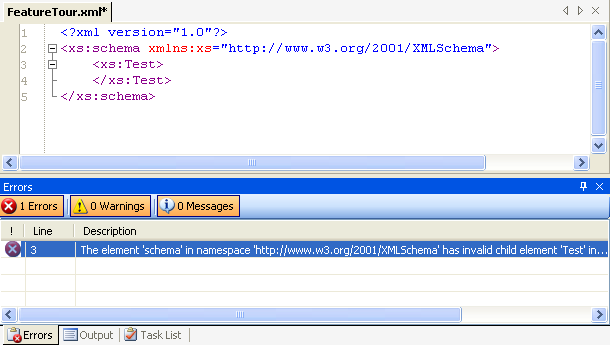 FeatureTour.xml*
1 <?xml version="1.0"?>
2 <xs:schema xmlns:xs="http://www.w3.org/2001/XMLSchema">
3 <xs:Test>
4 </xs:Test>
5 </xs:schema>
Errors
1 Errors 0 Warnings 0 Messages
! Line Description
3 The element 'schema' in namespace 'http://www.w3.org/2001/XMLSchema' has invalid child element 'Test' in...
Errors Output Task List